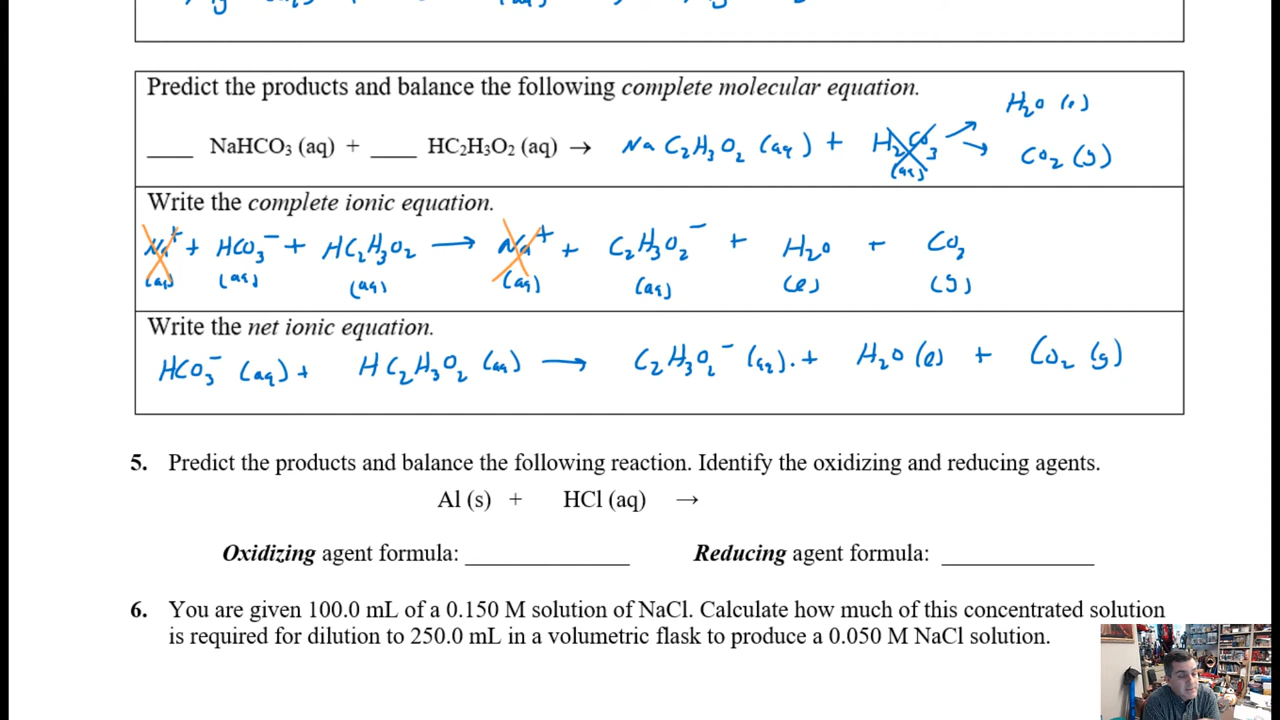 Predict the products and balance the following complete molecular equation.
H₂O (l)
____ NaHCO₃ (aq) + ____ HC₂H₃O₂ (aq) → NaC₂H₃O₂ (aq) + H₂CO₃ (aq)
CO₂ (g)
Write the complete ionic equation.
Na⁺ + HCO₃⁻ + HC₂H₃O₂ → Na⁺ + C₂H₃O₂⁻ + H₂O + CO₂
(aq) (aq) (aq) (aq) (aq) (l) (g)
Write the net ionic equation.
HCO₃⁻ (aq) + HC₂H₃O₂ (aq) → C₂H₃O₂⁻ (aq) + H₂O (l) + CO₂ (g)
5. Predict the products and balance the following reaction. Identify the oxidizing and reducing agents.
Al (s) + HCl (aq) →
Oxidizing agent formula: ____ Reducing agent formula: ____
6. You are given 100.0 mL of a 0.150 M solution of NaCl. Calculate how much of this concentrated solution
is required for dilution to 250.0 mL in a volumetric flask to produce a 0.050 M NaCl solution.